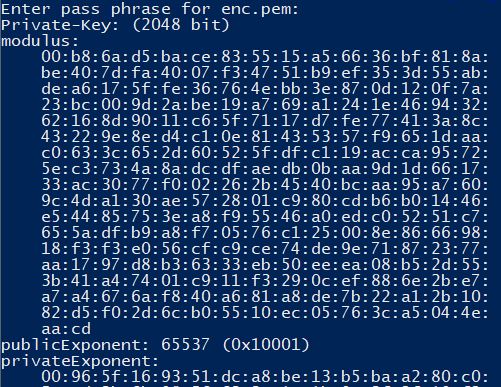 Enter pass phrase for enc.pem:
Private-Key: (2048 bit)
modulus:
00:b8:6a:d5:ba:ce:83:55:15:a5:66:36:bf:81:8a:
be:40:7d:fa:40:07:f3:47:51:b9:ef:35:3d:55:ab:
de:a6:17:5f:fe:36:76:4e:bb:3e:87:0d:12:0f:7a:
23:bc:00:9d:2a:be:19:a7:69:a1:24:1e:46:94:32:
62:16:8d:90:11:c6:5f:71:17:d7:fe:77:41:3a:8c:
43:22:9e:8e:d4:c1:0e:81:43:53:57:f9:65:1d:aa:
c0:63:3c:65:2d:60:52:5f:df:c1:19:ac:ca:95:72:
5e:c3:73:4a:8a:dc:df:ae:db:0b:aa:9d:1d:66:17:
33:ac:30:77:f0:02:26:2b:45:40:bc:aa:95:a7:60:
9c:4d:a1:30:ae:57:28:01:c9:80:cd:b6:b0:14:46:
e5:44:85:75:3e:a8:f9:55:46:a0:ed:c0:52:51:c7:
65:5a:df:b9:a8:f7:05:76:c1:25:00:8e:86:66:98:
18:f3:f3:e0:56:cf:c9:ce:74:de:9e:71:87:23:77:
aa:17:97:d8:b3:63:33:eb:50:ee:ea:08:b5:2d:55:
3b:41:a4:74:01:c9:11:f3:29:0c:ef:88:6e:2b:e7:
a7:a4:67:6a:f8:40:a6:81:a8:de:7b:22:a1:2b:10:
82:d5:f0:2d:6c:b0:55:10:ec:05:76:3c:a5:04:4e:
aa:cd
publicExponent: 65537 (0x10001)
privateExponent:
00:96:5f:16:93:51:dc:a8:be:13:b5:ba:a2:80:c0: